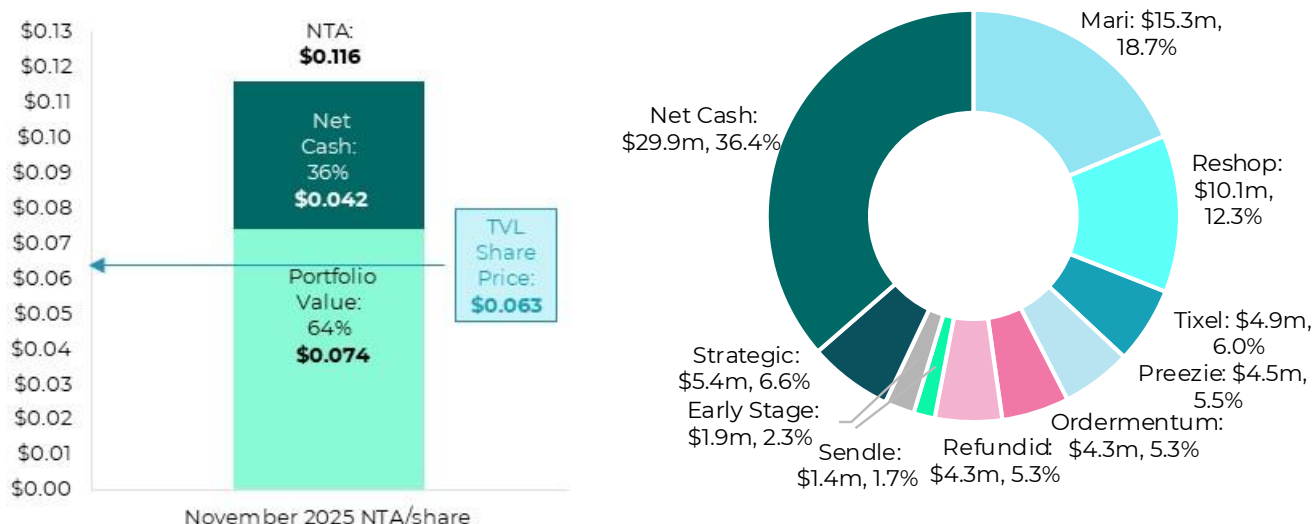 $0.13
$0.12
$0.11
$0.10
$0.09
$0.08
$0.07
$0.06
$0.05
$0.04
$0.03
$0.02
$0.01
$0.00
NTA:
$0.116
Net
Cash:
36%
$0.042
Portfolio
Value:
64%
$0.074
TVL
Share
Price:
$0.063
November 2025 NTA/share
Mari: $15.3m,
18.7%
Reshop:
$10.1m,
12.3%
Tixel: $4.9m,
6.0%
Preezie: $4.5m,
5.5%
Ordermentum:
$4.3m, 5.3%
Refundid:
$4.3m, 5.3%
Sendle:
$1.4m, 1.7%
Early Stage:
$1.9m, 2.3%
Strategic:
$5.4m, 6.6%
Net Cash:
$29.9m, 36.4%